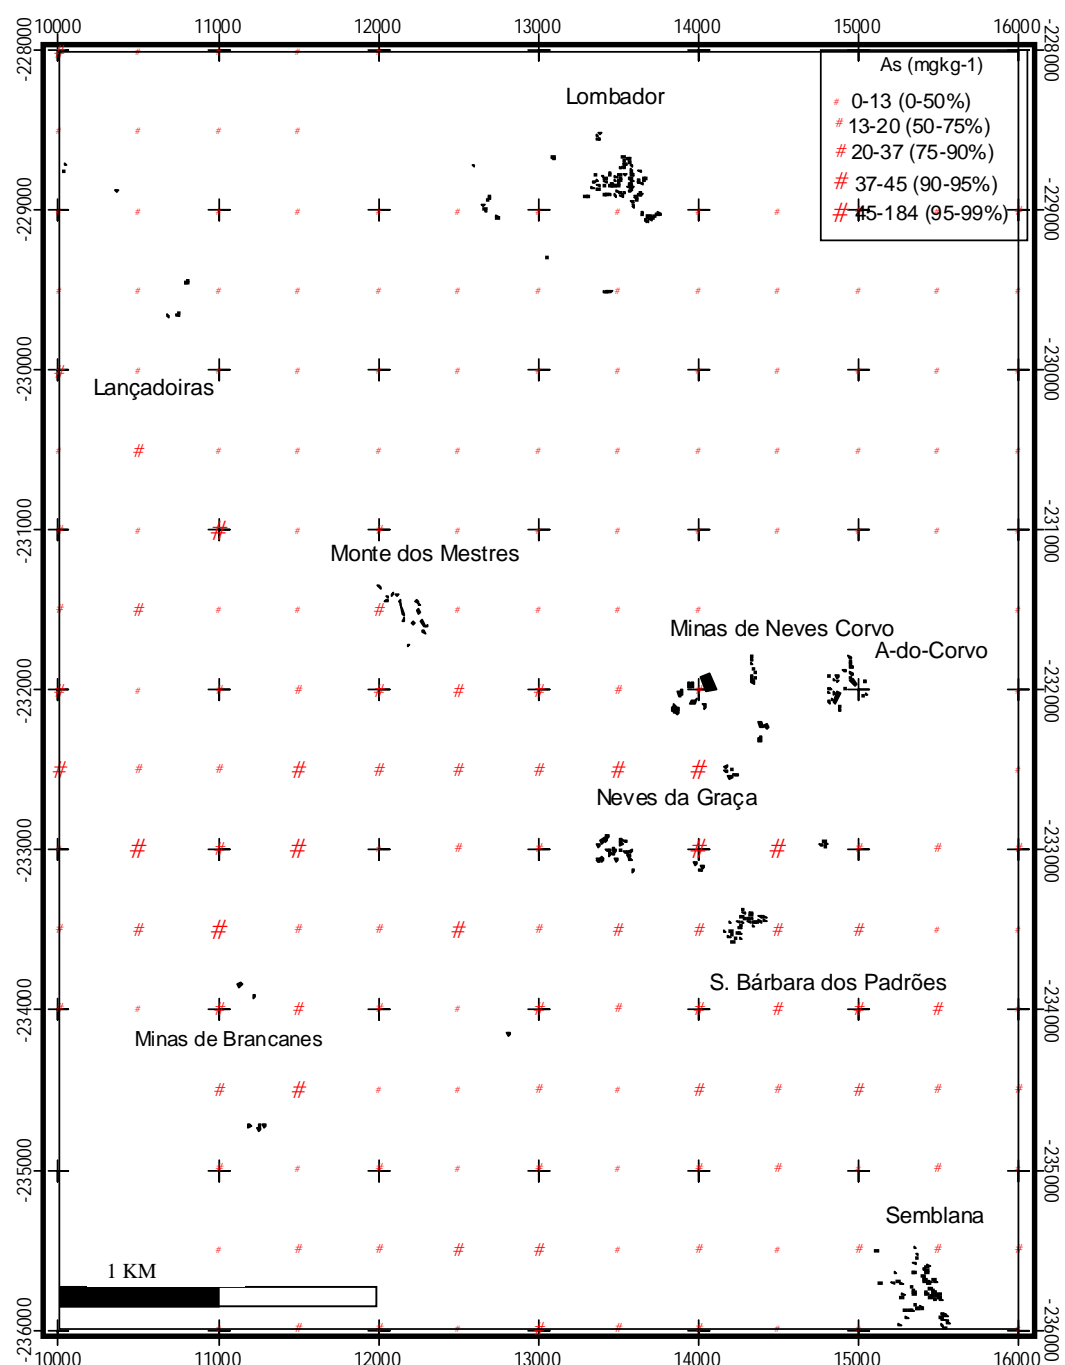 10000 11000 12000 13000 14000 15000 16000
-228000 -228000
As (mgkg-1)
Lombador
# 0-13 (0-50%)
# 13-20 (50-75%)
# 20-37 (75-90%)
# 37-45 (90-95%)
# 45-184 (95-99%)
-229000 -229000
-230000 -230000
Lançadoiras
-231000 -231000
Monte dos Mestres
Minas de Neves Corvo
A-do-Corvo
-232000 -232000
Neves da Graça
-233000 -233000
S. Bárbara dos Padrões
-234000 -234000
Minas de Brancanes
-235000 -235000
Semblana
1 KM
-236000 -236000
10000 11000 12000 13000 14000 15000 16000